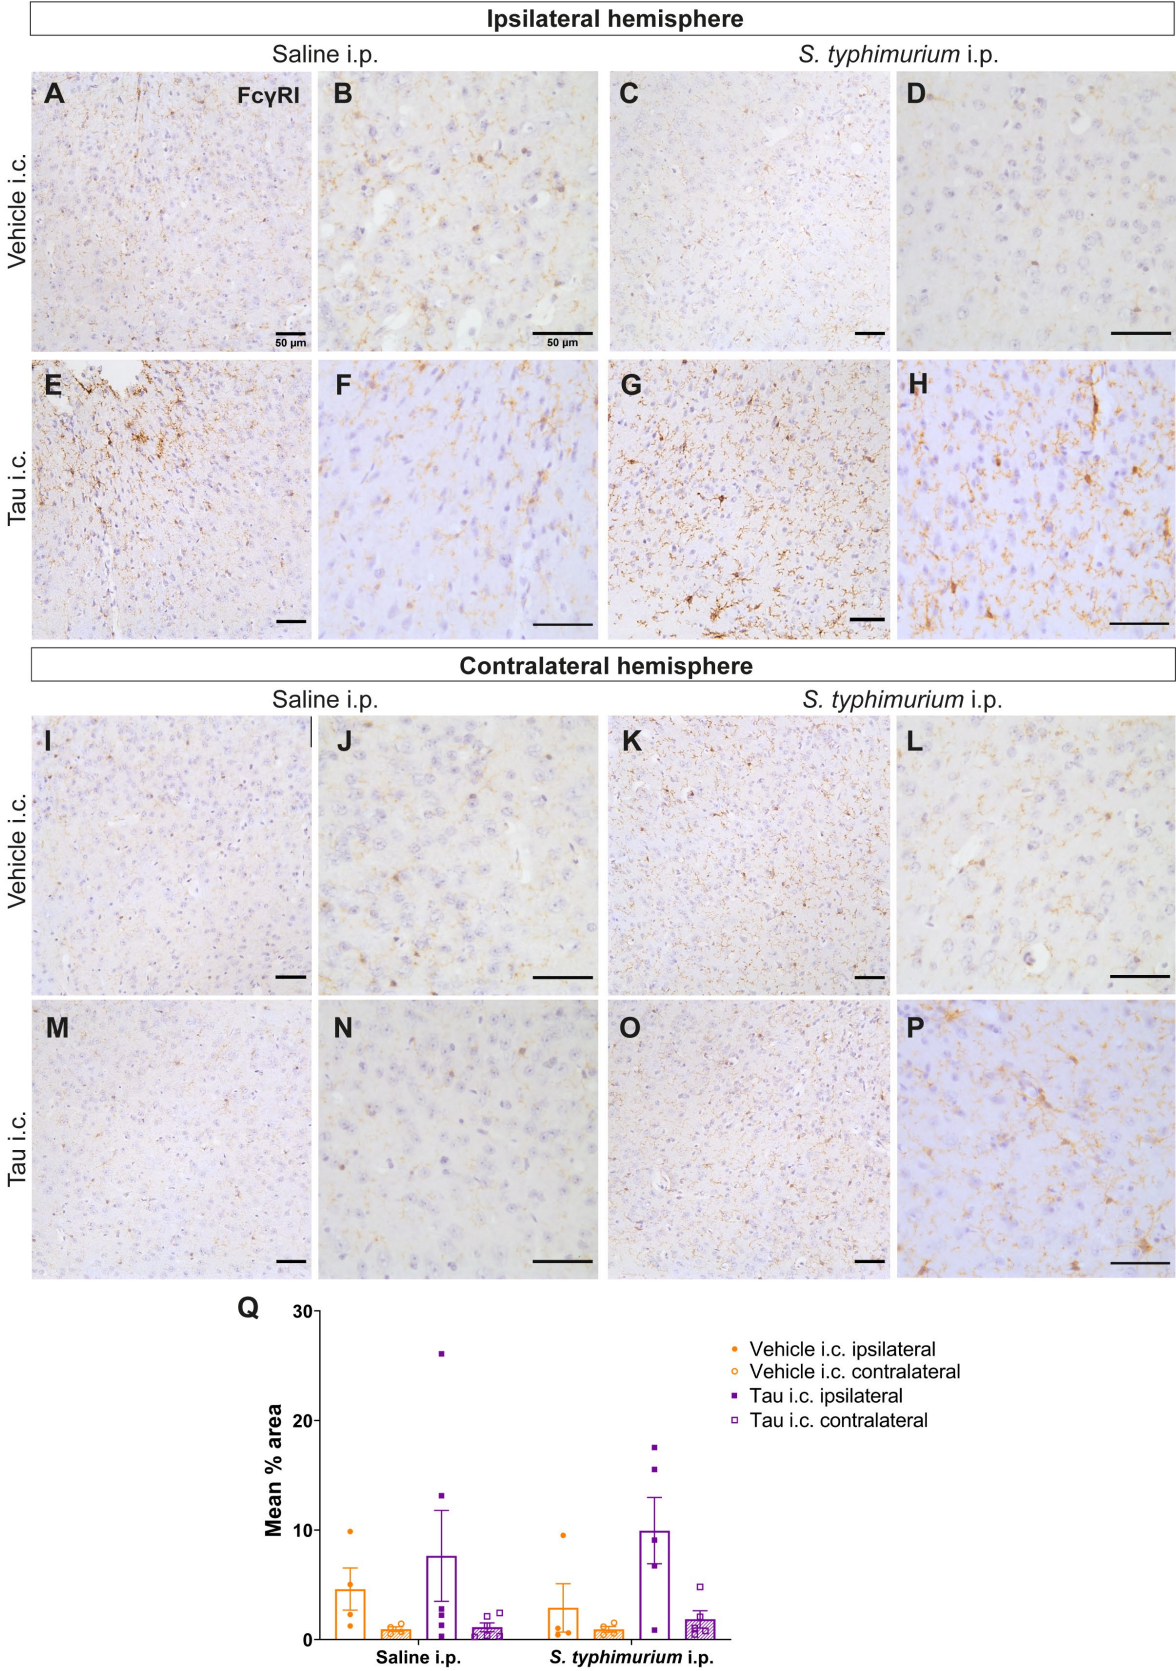 Ipsilateral hemisphere
Saline i.p.
S. typhimurium i.p.
Vehicle i.c.
A
FcγRI
B
C
D
50 µm
50 µm
Tau i.c.
E
F
G
H
Contralateral hemisphere
Saline i.p.
S. typhimurium i.p.
Vehicle i.c.
I
J
K
L
Tau i.c.
M
N
O
P
Q
Mean % area
30
20
10
0
Vehicle i.c. ipsilateral
Vehicle i.c. contralateral
Tau i.c. ipsilateral
Tau i.c. contralateral
Saline i.p.
S. typhimurium i.p.